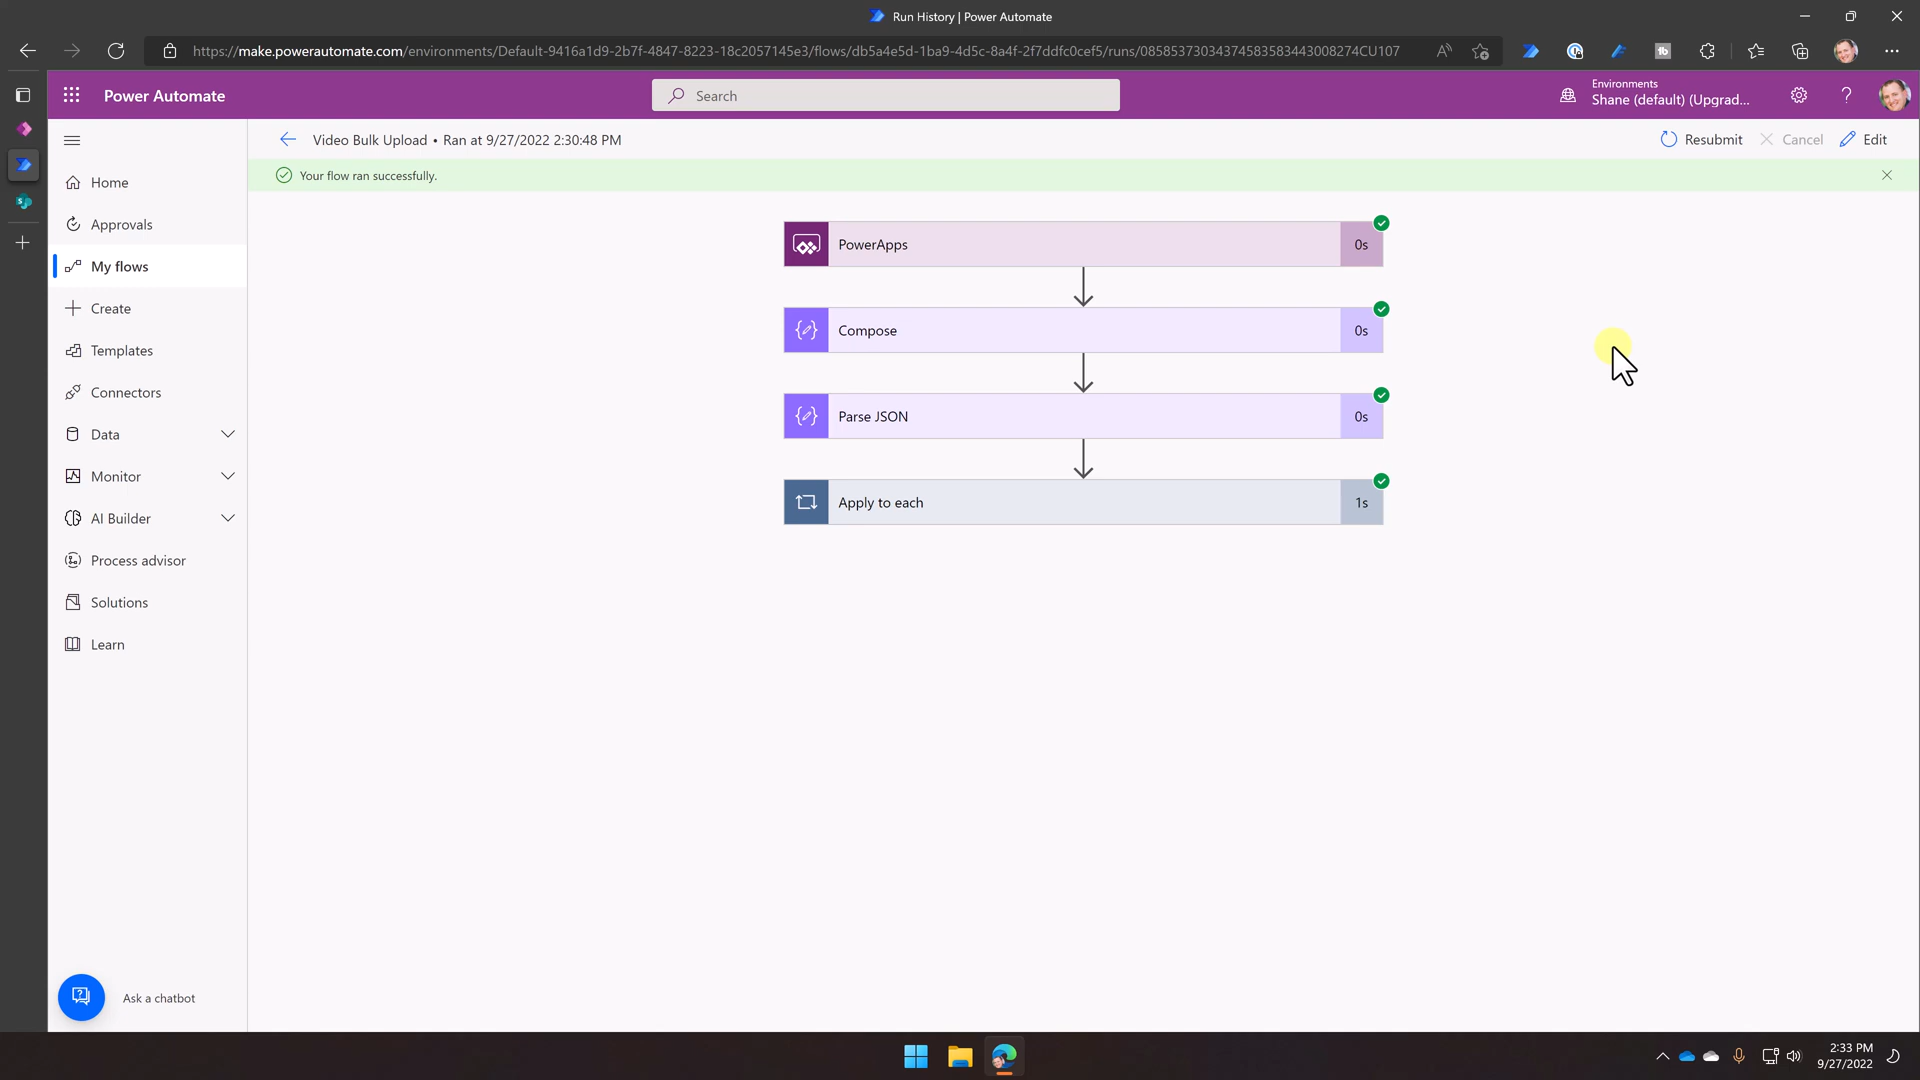 Run History | Power Automate
https://make.powerautomate.com/environments/Default-9416a1d9-2b7f-4847-8223-18c2057145e3/flows/db5a4e5d-1ba9-4d5c-8a4f-2f7ddfc0cef5/runs/08585373034374583583443008274CU107
Power Automate
Search
Environments
Shane (default) (Upgrad...
Video Bulk Upload • Ran at 9/27/2022 2:30:48 PM
Resubmit
Cancel
Edit
Your flow ran successfully.
Home
Approvals
My flows
Create
Templates
Connectors
Data
Monitor
AI Builder
Process advisor
Solutions
Learn
PowerApps 0s
Compose 0s
Parse JSON 0s
Apply to each 1s
Ask a chatbot
2:33 PM
9/27/2022